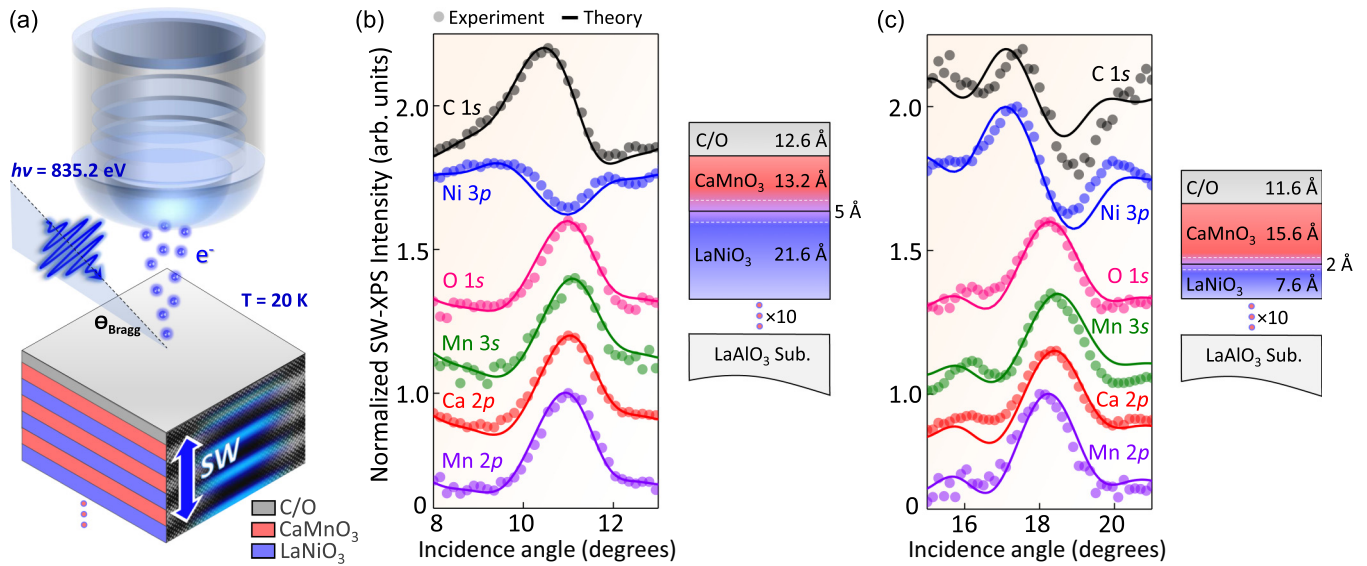 (a)
hν = 835.2 eV
e⁻
T = 20 K
ΘBragg
SW
C/O
CaMnO₃
LaNiO₃
(b)
Experiment
Theory
Normalized SW-XPS Intensity (arb. units)
2.0
1.5
1.0
0
C 1s
Ni 3p
O 1s
Mn 3s
Ca 2p
Mn 2p
8
10
12
Incidence angle (degrees)
C/O 12.6 Å
CaMnO₃ 13.2 Å
5 Å
LaNiO₃ 21.6 Å
×10
LaAlO₃ Sub.
(c)
2.0
1.5
1.0
0
C 1s
Ni 3p
O 1s
Mn 3s
Ca 2p
Mn 2p
16
18
20
Incidence angle (degrees)
C/O 11.6 Å
CaMnO₃ 15.6 Å
2 Å
LaNiO₃ 7.6 Å
×10
LaAlO₃ Sub.